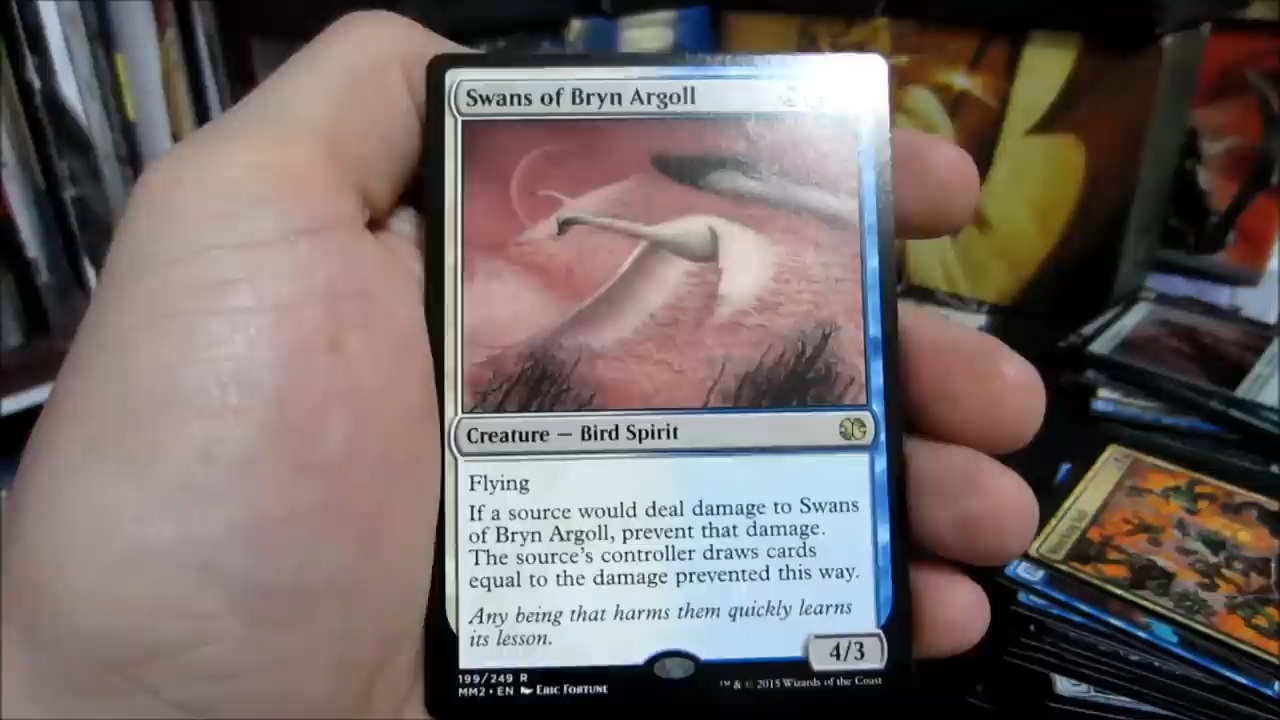 Swans of Bryn Argoll
Creature — Bird Spirit
Flying
If a source would deal damage to Swans
of Bryn Argoll, prevent that damage.
The source's controller draws cards
equal to the damage prevented this way.
Any being that harms them quickly learns
its lesson.
4/3
199/249 R
MM2 • EN Eric Fortune
™ & © 2015 Wizards of the Coast